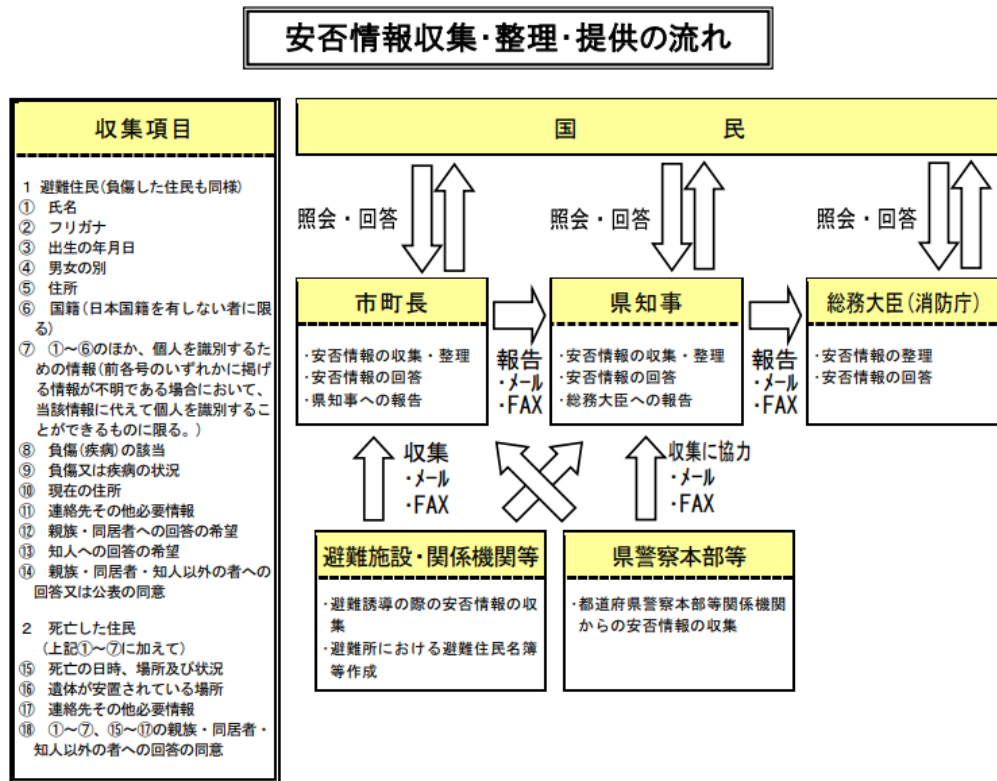 安否情報収集・整理・提供の流れ
収集項目
1 避難住民(負傷した住民も同様)
① 氏名
② フリガナ
③ 出生の年月日
④ 男女の別
⑤ 住所
⑥ 国籍(日本国籍を有しない者に限
る)
⑦ ①～⑥のほか、個人を識別するた
めの情報(前各号のいずれかに掲げ
る情報が不明である場合において、
当該情報に代えて個人を識別するこ
とができるものに限る。)
⑧ 負傷(疾病)の該当
⑨ 負傷又は疾病の状況
⑩ 現在の住所
⑪ 連絡先その他必要情報
⑫ 親族・同居者への回答の希望
⑬ 知人への回答の希望
⑭ 親族・同居者・知人以外の者への
回答又は公表の同意
2 死亡した住民
(上記①～⑦に加えて)
⑮ 死亡の日時、場所及び状況
⑯ 遺体が安置されている場所
⑰ 連絡先その他必要情報
⑱ ①～⑦、⑮～⑰の親族・同居者・
知人以外の者への回答の同意
国 民
照会・回答
照会・回答
照会・回答
市町長
・安否情報の収集・整理
・安否情報の回答
・県知事への報告
報告
・メール
・FAX
県知事
・安否情報の収集・整理
・安否情報の回答
・総務大臣への報告
報告
・メール
・FAX
総務大臣(消防庁)
・安否情報の整理
・安否情報の回答
収集
・メール
・FAX
収集に協力
・メール
・FAX
避難施設・関係機関等
・避難誘導の際の安否情報の収
集
・避難所における避難住民名簿
等作成
県警察本部等
・都道府県警察本部等関係機関
からの安否情報の収集